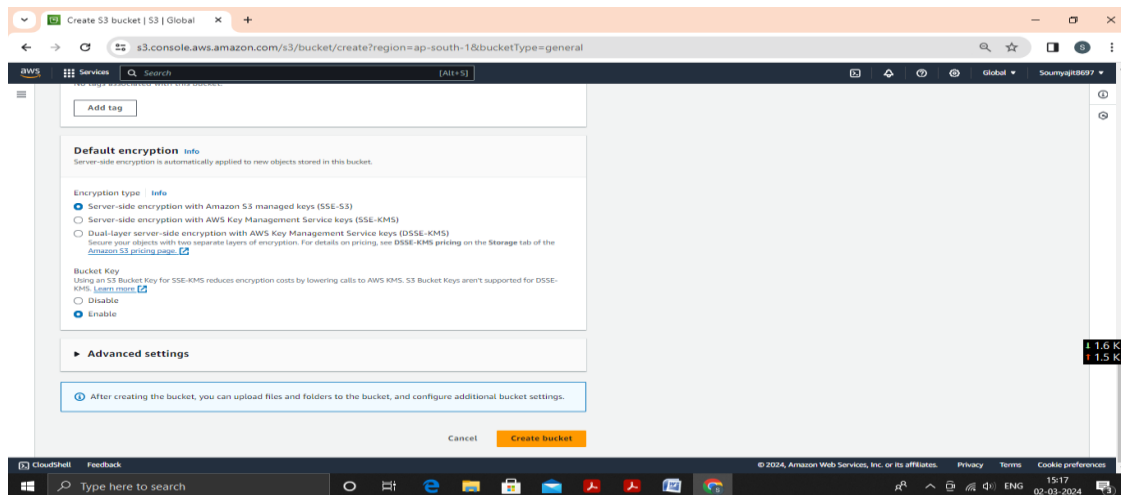 Create S3 bucket | S3 | Global
s3.console.aws.amazon.com/s3/bucket/create?region=ap-south-1&bucketType=general
S
aws Services Search [Alt+S] Global Soumyajit8697
No tags associated with this bucket.
Add tag
Default encryption Info
Server-side encryption is automatically applied to new objects stored in this bucket.
Encryption type Info
Server-side encryption with Amazon S3 managed keys (SSE-S3)
Server-side encryption with AWS Key Management Service keys (SSE-KMS)
Dual-layer server-side encryption with AWS Key Management Service keys (DSSE-KMS)
Secure your objects with two separate layers of encryption. For details on pricing, see DSSE-KMS pricing on the Storage tab of the
Amazon S3 pricing page.
Bucket Key
Using an S3 Bucket Key for SSE-KMS reduces encryption costs by lowering calls to AWS KMS. S3 Bucket Keys aren't supported for DSSE-
KMS. Learn more
Disable
Enable
1.6 K
1.5 K
Advanced settings
After creating the bucket, you can upload files and folders to the bucket, and configure additional bucket settings.
Cancel Create bucket
CloudShell Feedback © 2024, Amazon Web Services, Inc. or its affiliates. Privacy Terms Cookie preferences
Type here to search ENG 15:17
02-03-2024